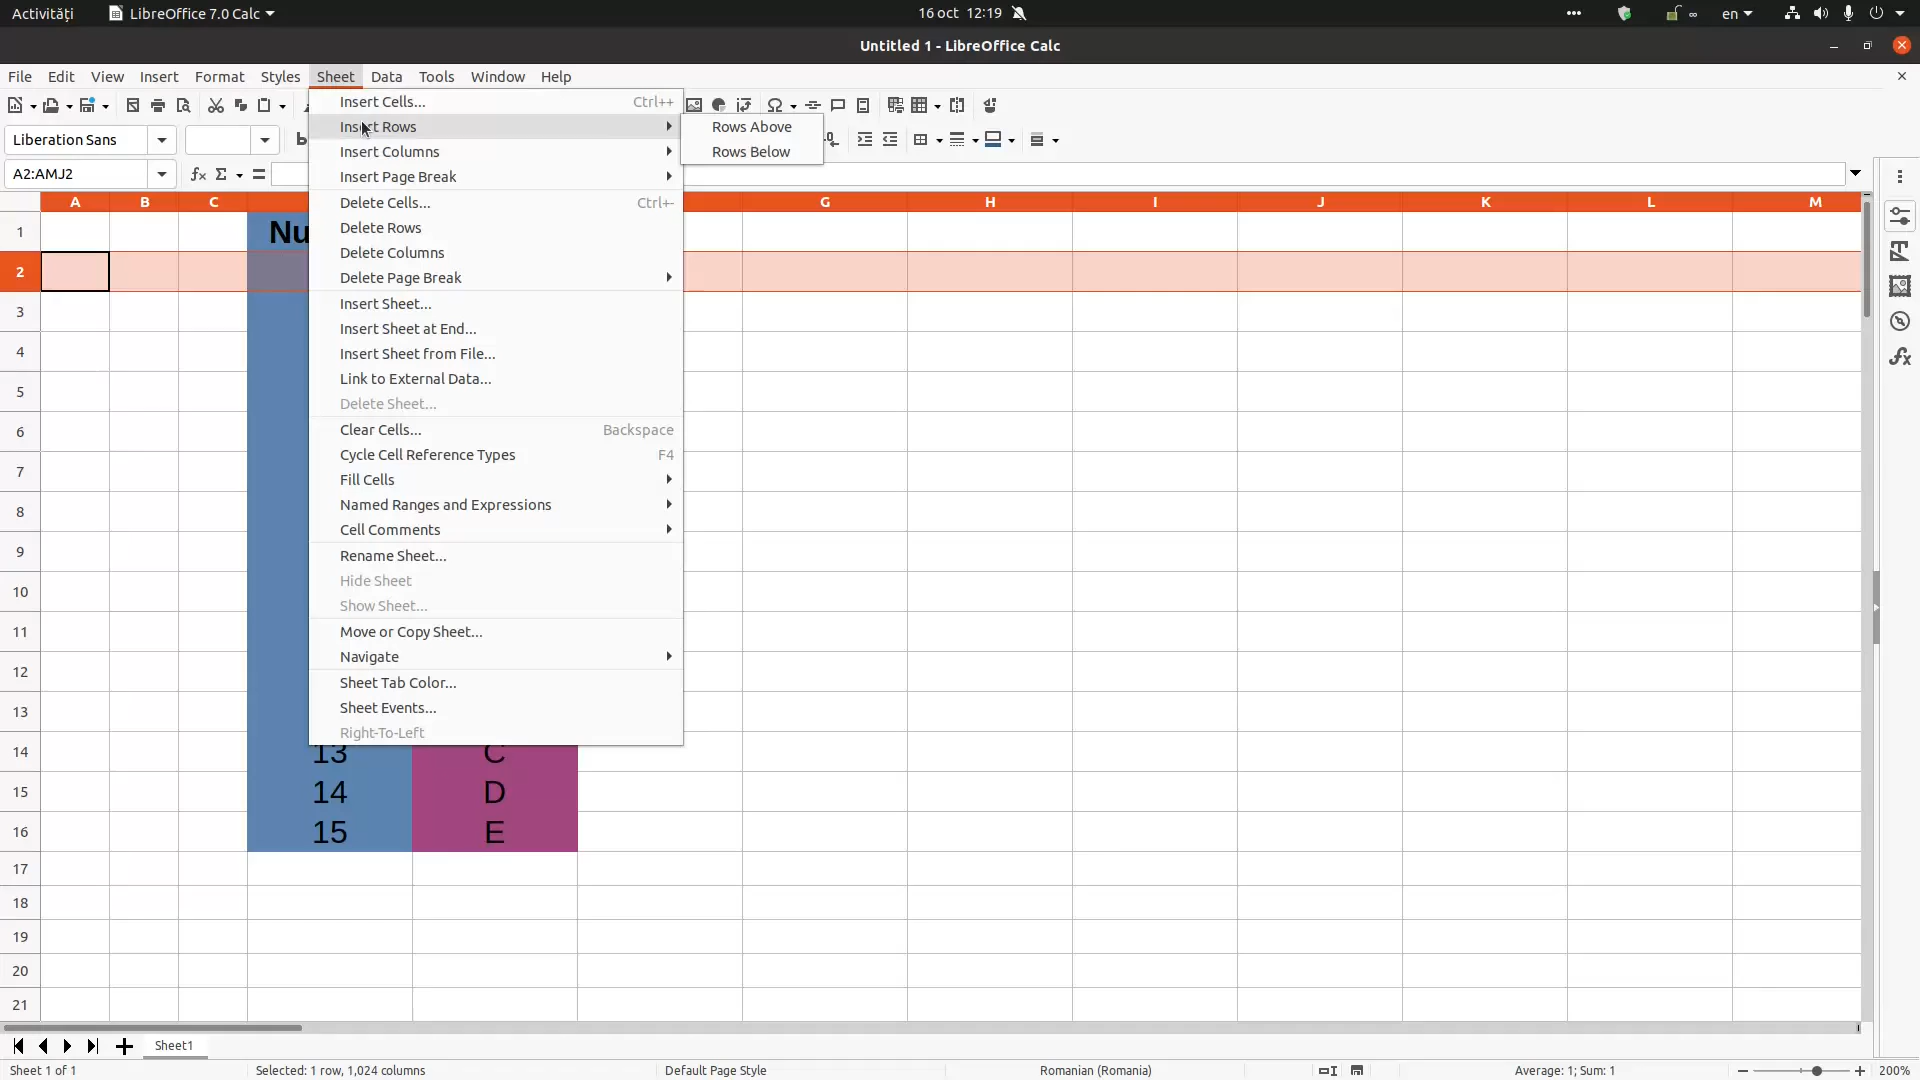 Activități LibreOffice 7.0 Calc 16 oct 12:19 en
Untitled 1 - LibreOffice Calc
File Edit View Insert Format Styles Sheet Data Tools Window Help
Insert Cells... Ctrl++
Liberation Sans
Insert Rows
Rows Above
Insert Columns
Rows Below
A2:AMJ2
Insert Page Break
Delete Cells... Ctrl+-
Delete Rows
Delete Columns
Delete Page Break
Insert Sheet...
Insert Sheet at End...
Insert Sheet from File...
Link to External Data...
Delete Sheet...
Clear Cells... Backspace
Cycle Cell Reference Types F4
Fill Cells
Named Ranges and Expressions
Cell Comments
Rename Sheet...
Hide Sheet
Show Sheet...
Move or Copy Sheet...
Navigate
Sheet Tab Color...
Sheet Events...
Right-To-Left
A B C G H I J K L M
1 Nu
2
3
4
5
6
7
8
9
10
11
12
13
14 13 C
15 14 D
16 15 E
17
18
19
20
21
Sheet1
Sheet 1 of 1 Selected: 1 row, 1,024 columns Default Page Style Romanian (Romania) Average: 1; Sum: 1 200%